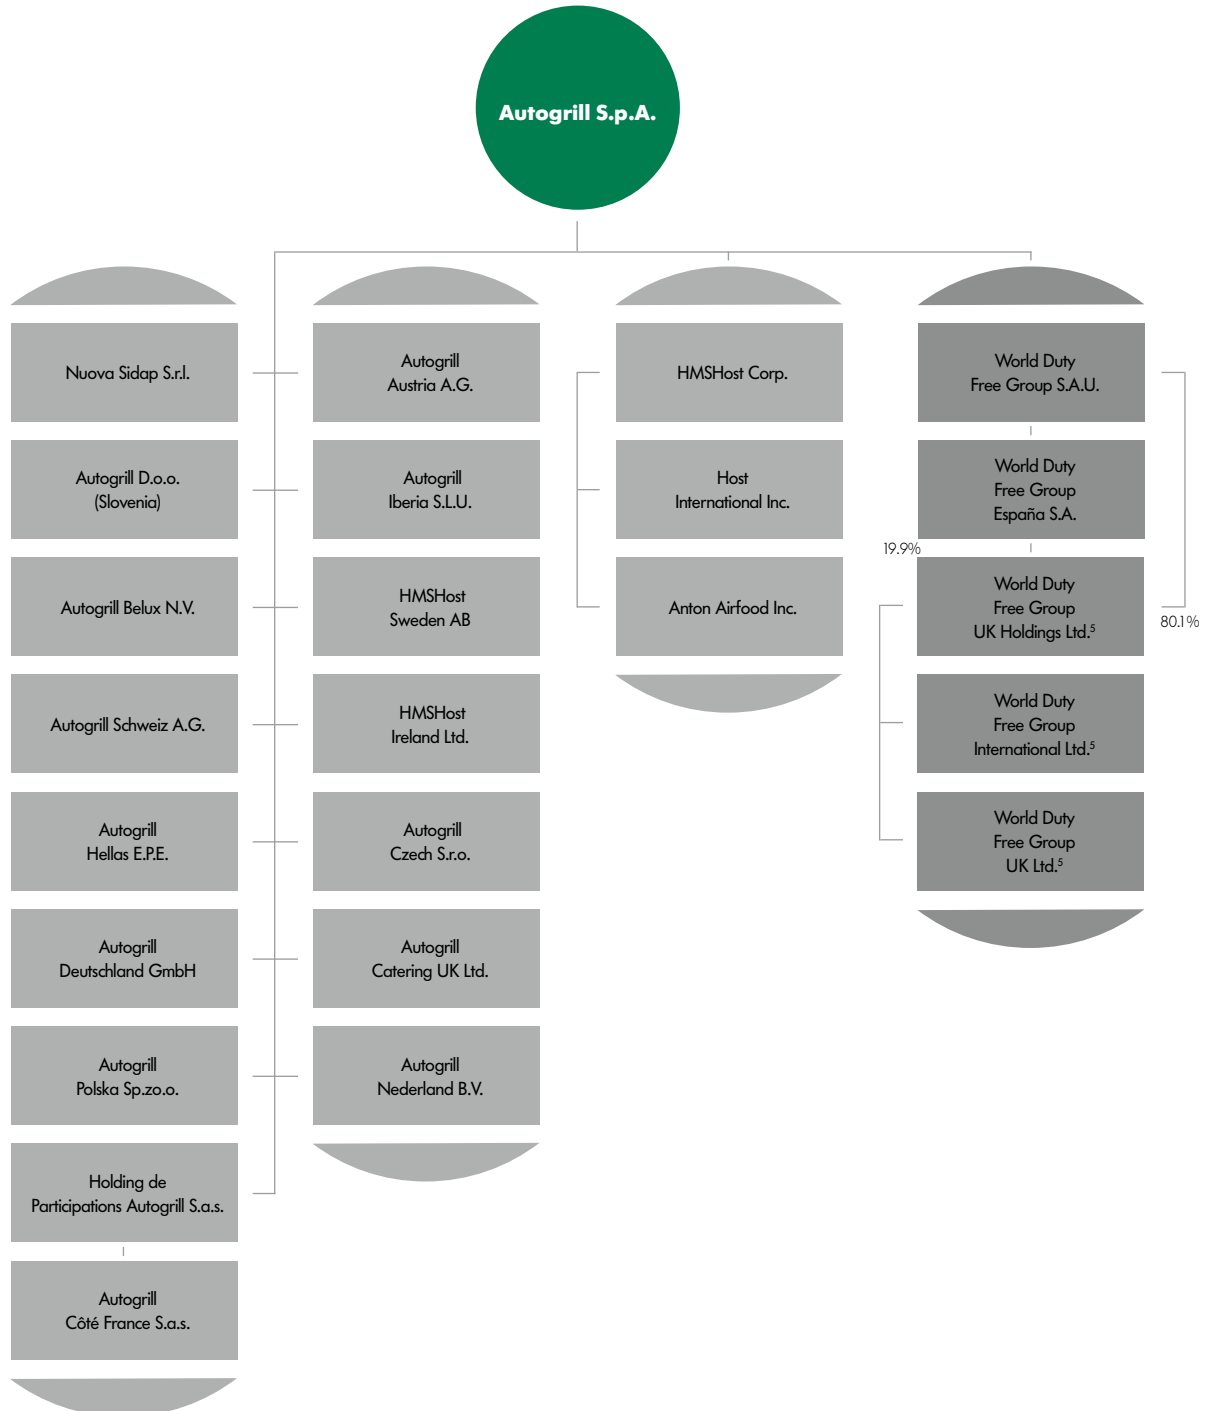 Autogrill S.p.A.
Nuova Sidap S.r.l.
Autogrill D.o.o.
(Slovenia)
Autogrill Belux N.V.
Autogrill Schweiz A.G.
Autogrill
Hellas E.P.E.
Autogrill
Deutschland GmbH
Autogrill
Polska Sp.zo.o.
Holding de
Participations Autogrill S.a.s.
Autogrill
Côté France S.a.s.
Autogrill
Austria A.G.
Autogrill
Iberia S.L.U.
HMSHost
Sweden AB
HMSHost
Ireland Ltd.
Autogrill
Czech S.r.o.
Autogrill
Catering UK Ltd.
Autogrill
Nederland B.V.
HMSHost Corp.
Host
International Inc.
Anton Airfood Inc.
World Duty
Free Group S.A.U.
World Duty
Free Group
España S.A.
19.9%
World Duty
Free Group
UK Holdings Ltd.⁵
80.1%
World Duty
Free Group
International Ltd.⁵
World Duty
Free Group
UK Ltd.⁵